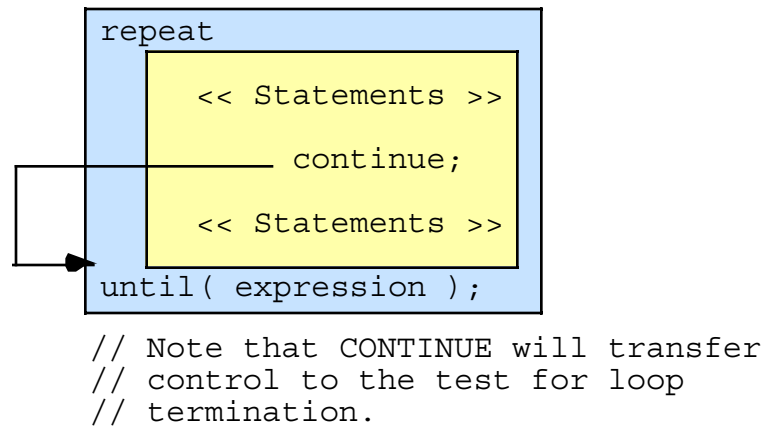 repeat
<< Statements >>
continue;
<< Statements >>
until( expression );
// Note that CONTINUE will transfer
// control to the test for loop
// termination.